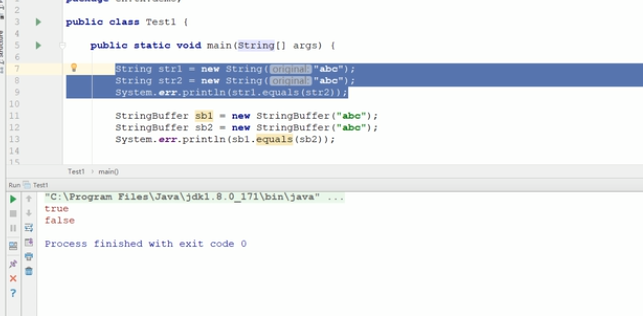 1
2
3 public class Test1 {
4
5 public static void main(String[] args) {
6
7 String str1 = new String( original: "abc");
8 String str2 = new String( original: "abc");
9 System.err.println(str1.equals(str2));
10
11 StringBuffer sb1 = new StringBuffer("abc");
12 StringBuffer sb2 = new StringBuffer("abc");
13 System.err.println(sb1.equals(sb2));
14
15
Test1 › main()
Run Test1
"C:\Program Files\Java\jdk1.8.0_171\bin\java" ...
true
false
Process finished with exit code 0